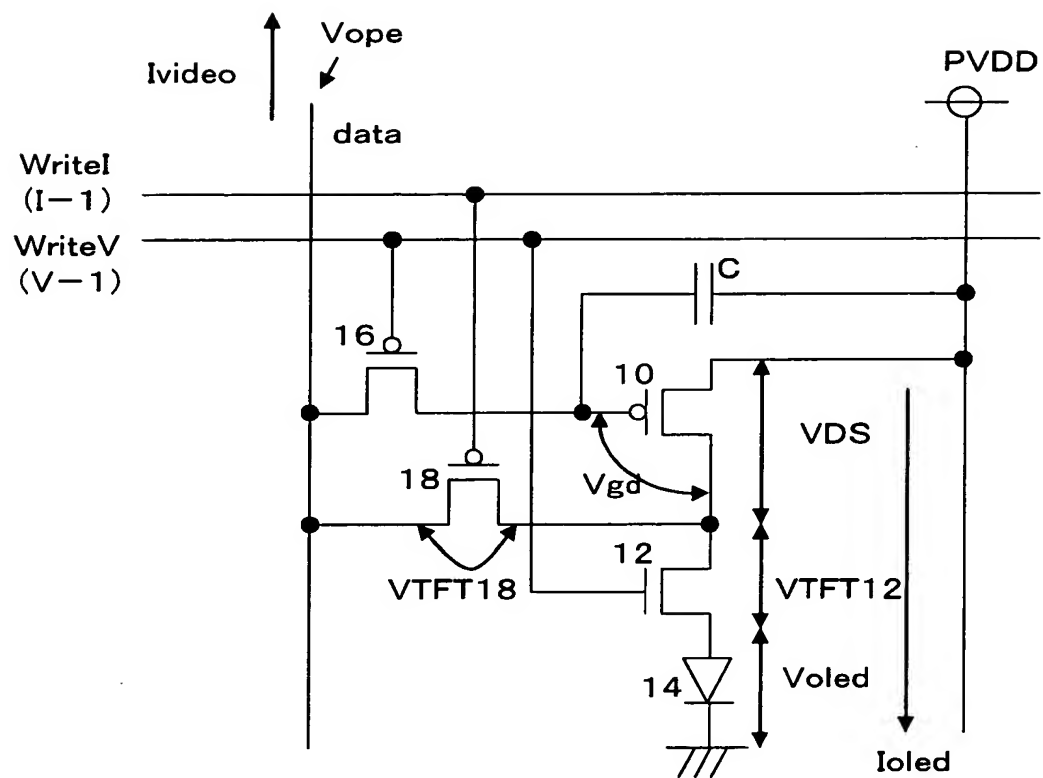 Vope
Ivideo
PVDD
data
WriteI
(I−1)
WriteV
(V−1)
C
16
10
VDS
18
Vgd
12
VTFT18
VTFT12
14
Voled
Ioled